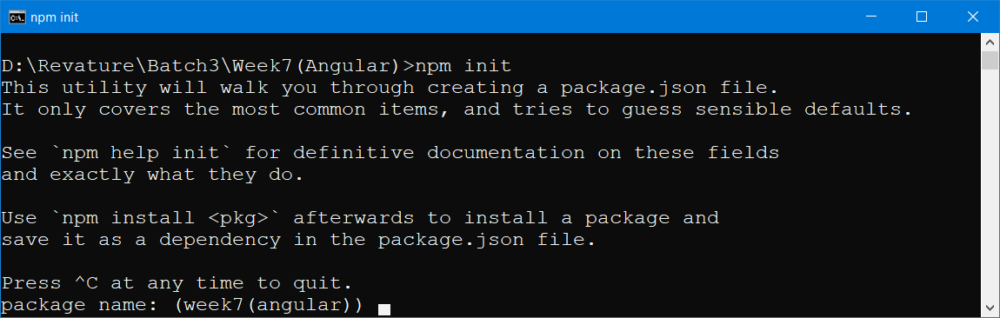 npm init
D:\Revature\Batch3\Week7(Angular)>npm init
This utility will walk you through creating a package.json file.
It only covers the most common items, and tries to guess sensible defaults.
See `npm help init` for definitive documentation on these fields
and exactly what they do.
Use `npm install <pkg>` afterwards to install a package and
save it as a dependency in the package.json file.
Press ^C at any time to quit.
package name: (week7(angular))